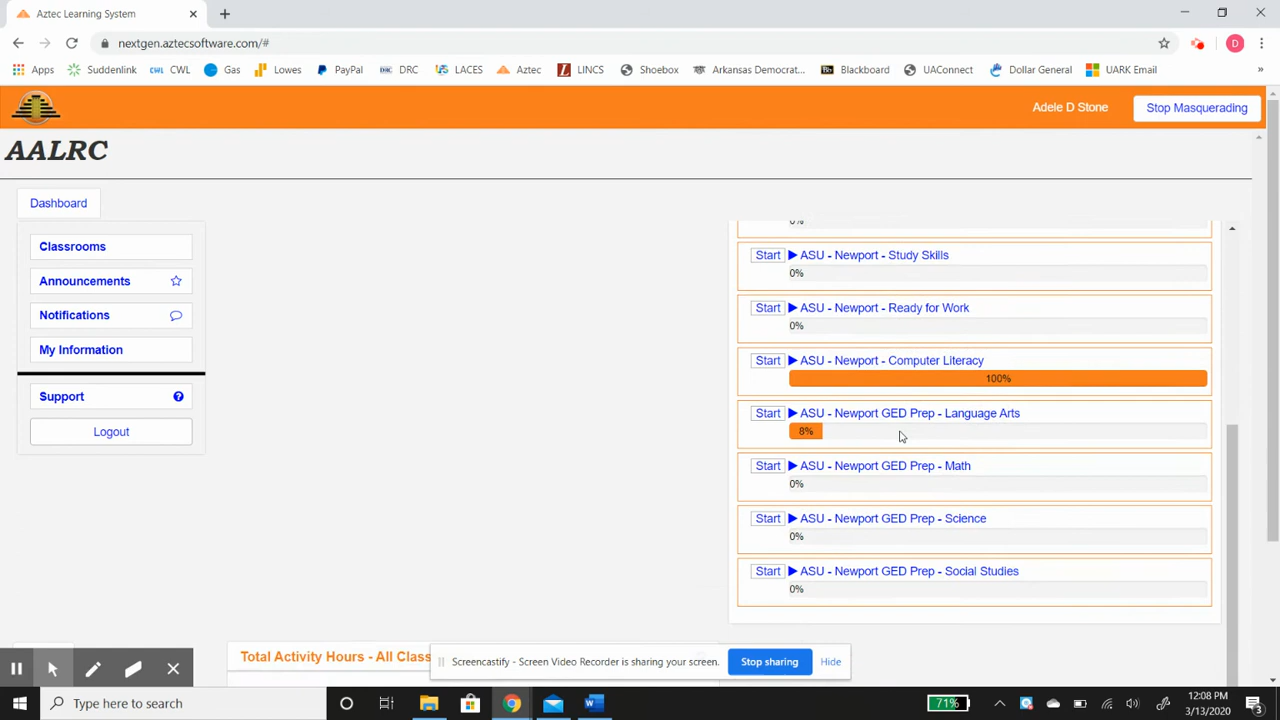 Aztec Learning System
nextgen.aztecsoftware.com/#
D
Apps Suddenlink CWL CWL Gas Lowes PayPal DRC DRC LACES Aztec LINCS Shoebox Arkansas Democrat... Blackboard UAConnect Dollar General UARK Email »
Adele D Stone Stop Masquerading
AALRC
Dashboard
Classrooms
Announcements
Notifications
My Information
Support
Logout
0%
Start ASU - Newport - Study Skills
0%
Start ASU - Newport - Ready for Work
0%
Start ASU - Newport - Computer Literacy
100%
Start ASU - Newport GED Prep - Language Arts
8%
Start ASU - Newport GED Prep - Math
0%
Start ASU - Newport GED Prep - Science
0%
Start ASU - Newport GED Prep - Social Studies
0%
Total Activity Hours - All Clas
Screencastify - Screen Video Recorder is sharing your screen. Stop sharing Hide
Type here to search
71%
12:08 PM
3/13/2020
3